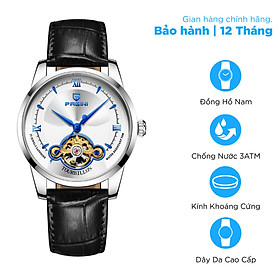 Gian hàng chính hãng.
Bảo hành | 12 Tháng
PAGINI
TOURBILLON
Đồng Hồ Nam
Chống Nước 3ATM
Kính Khoáng Cứng
Dây Da Cao Cấp